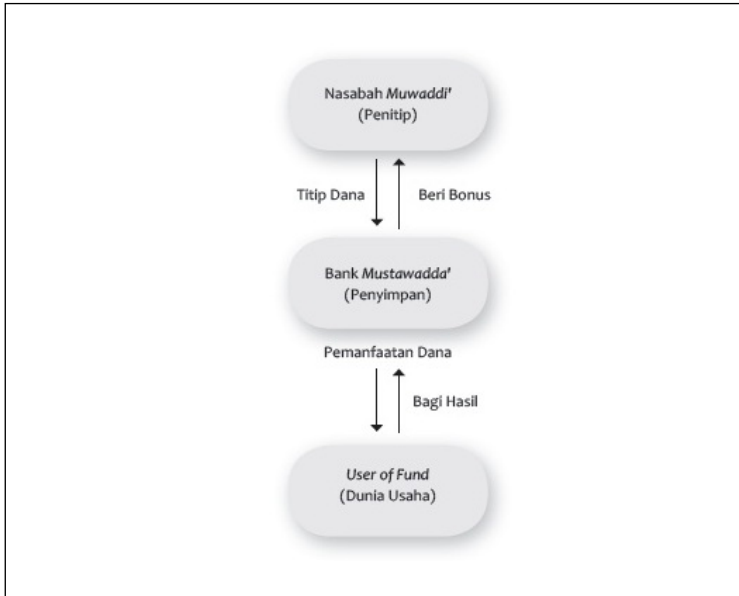 Nasabah Muwaddi'
(Penitip)
Titip Dana
Beri Bonus
Bank Mustawadda'
(Penyimpan)
Pemanfaatan Dana
Bagi Hasil
User of Fund
(Dunia Usaha)